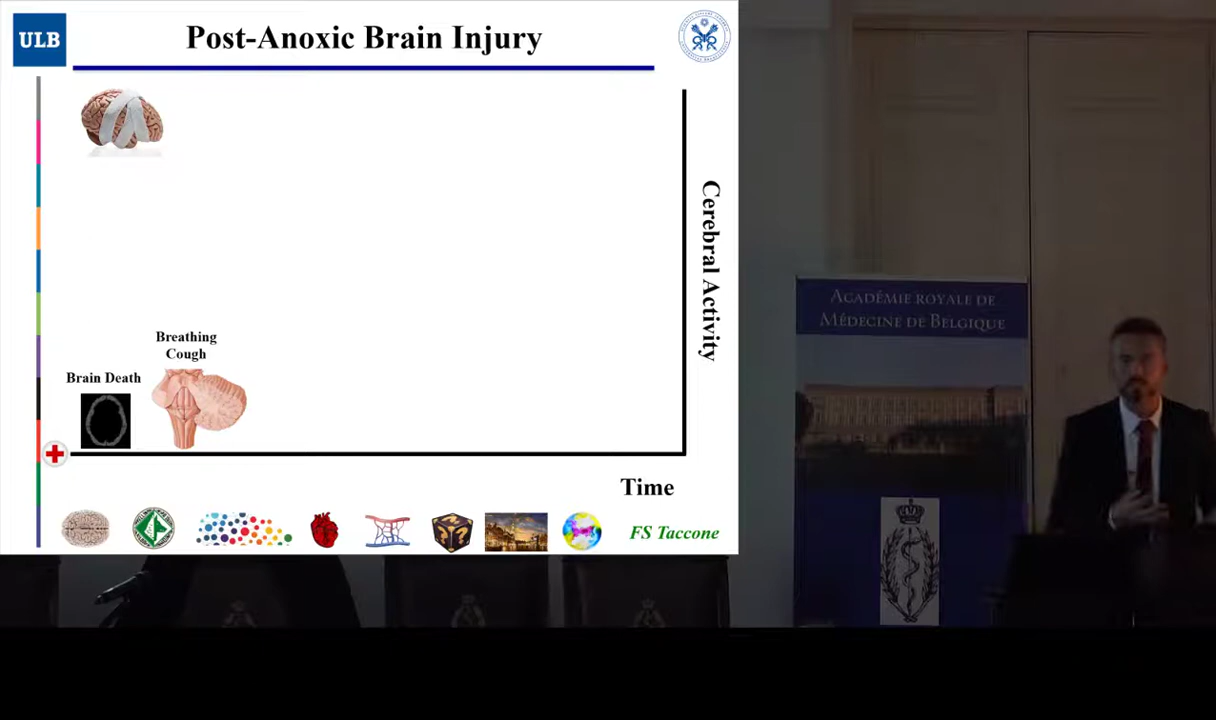 ULB
Post-Anoxic Brain Injury
Cerebral Activity
Breathing
Cough
Brain Death
Time
FS Taccone
Académie royale de
Médecine de Belgique